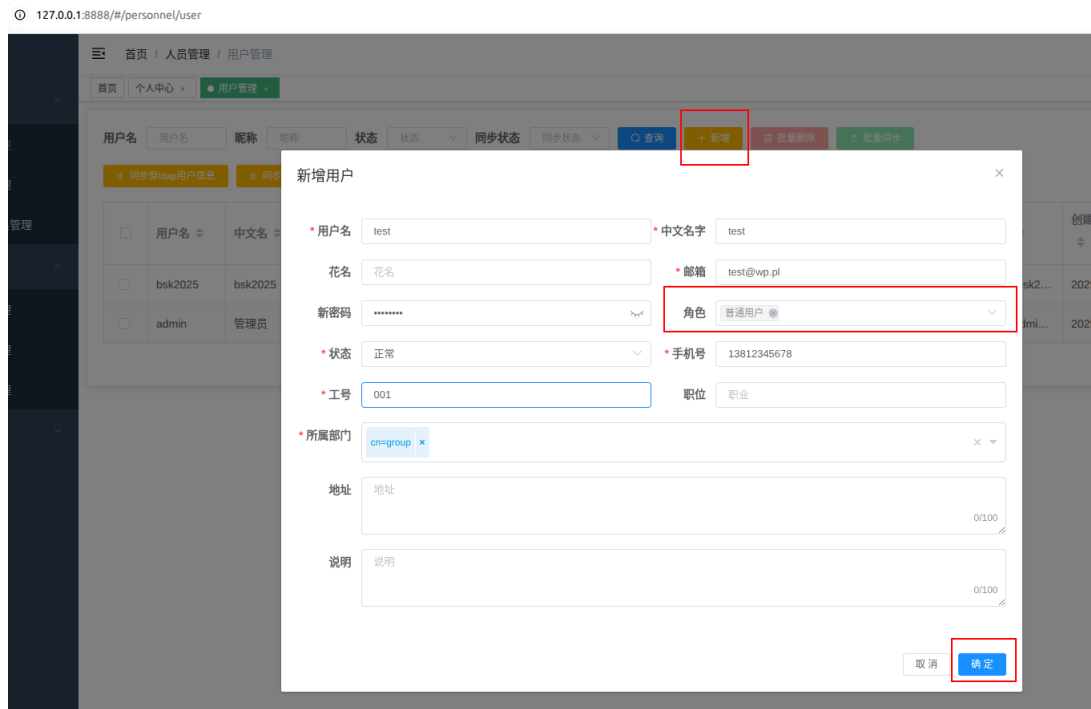 127.0.0.1:8888/#/personnel/user
首页 / 人员管理 / 用户管理
首页 个人中心 × 用户管理 ×
用户名 用户名 昵称 昵称 状态 状态 同步状态 同步状态 查询 + 新增 批量删除 批量同步
同步原ldap用户信息 同步
新增用户 ×
管理 用户名 中文名 创建
* 用户名 test * 中文名字 test
花名 花名 * 邮箱 test@wp.pl
bsk2025 bsk2025 sk2... 202
新密码 •••••••• 角色 普通用户
admin 管理员 dmi... 202
* 状态 正常 * 手机号 13812345678
* 工号 001 职位 职业
* 所属部门 cn=group × ×
地址 地址
0/100
说明 说明
0/100
取 消 确 定